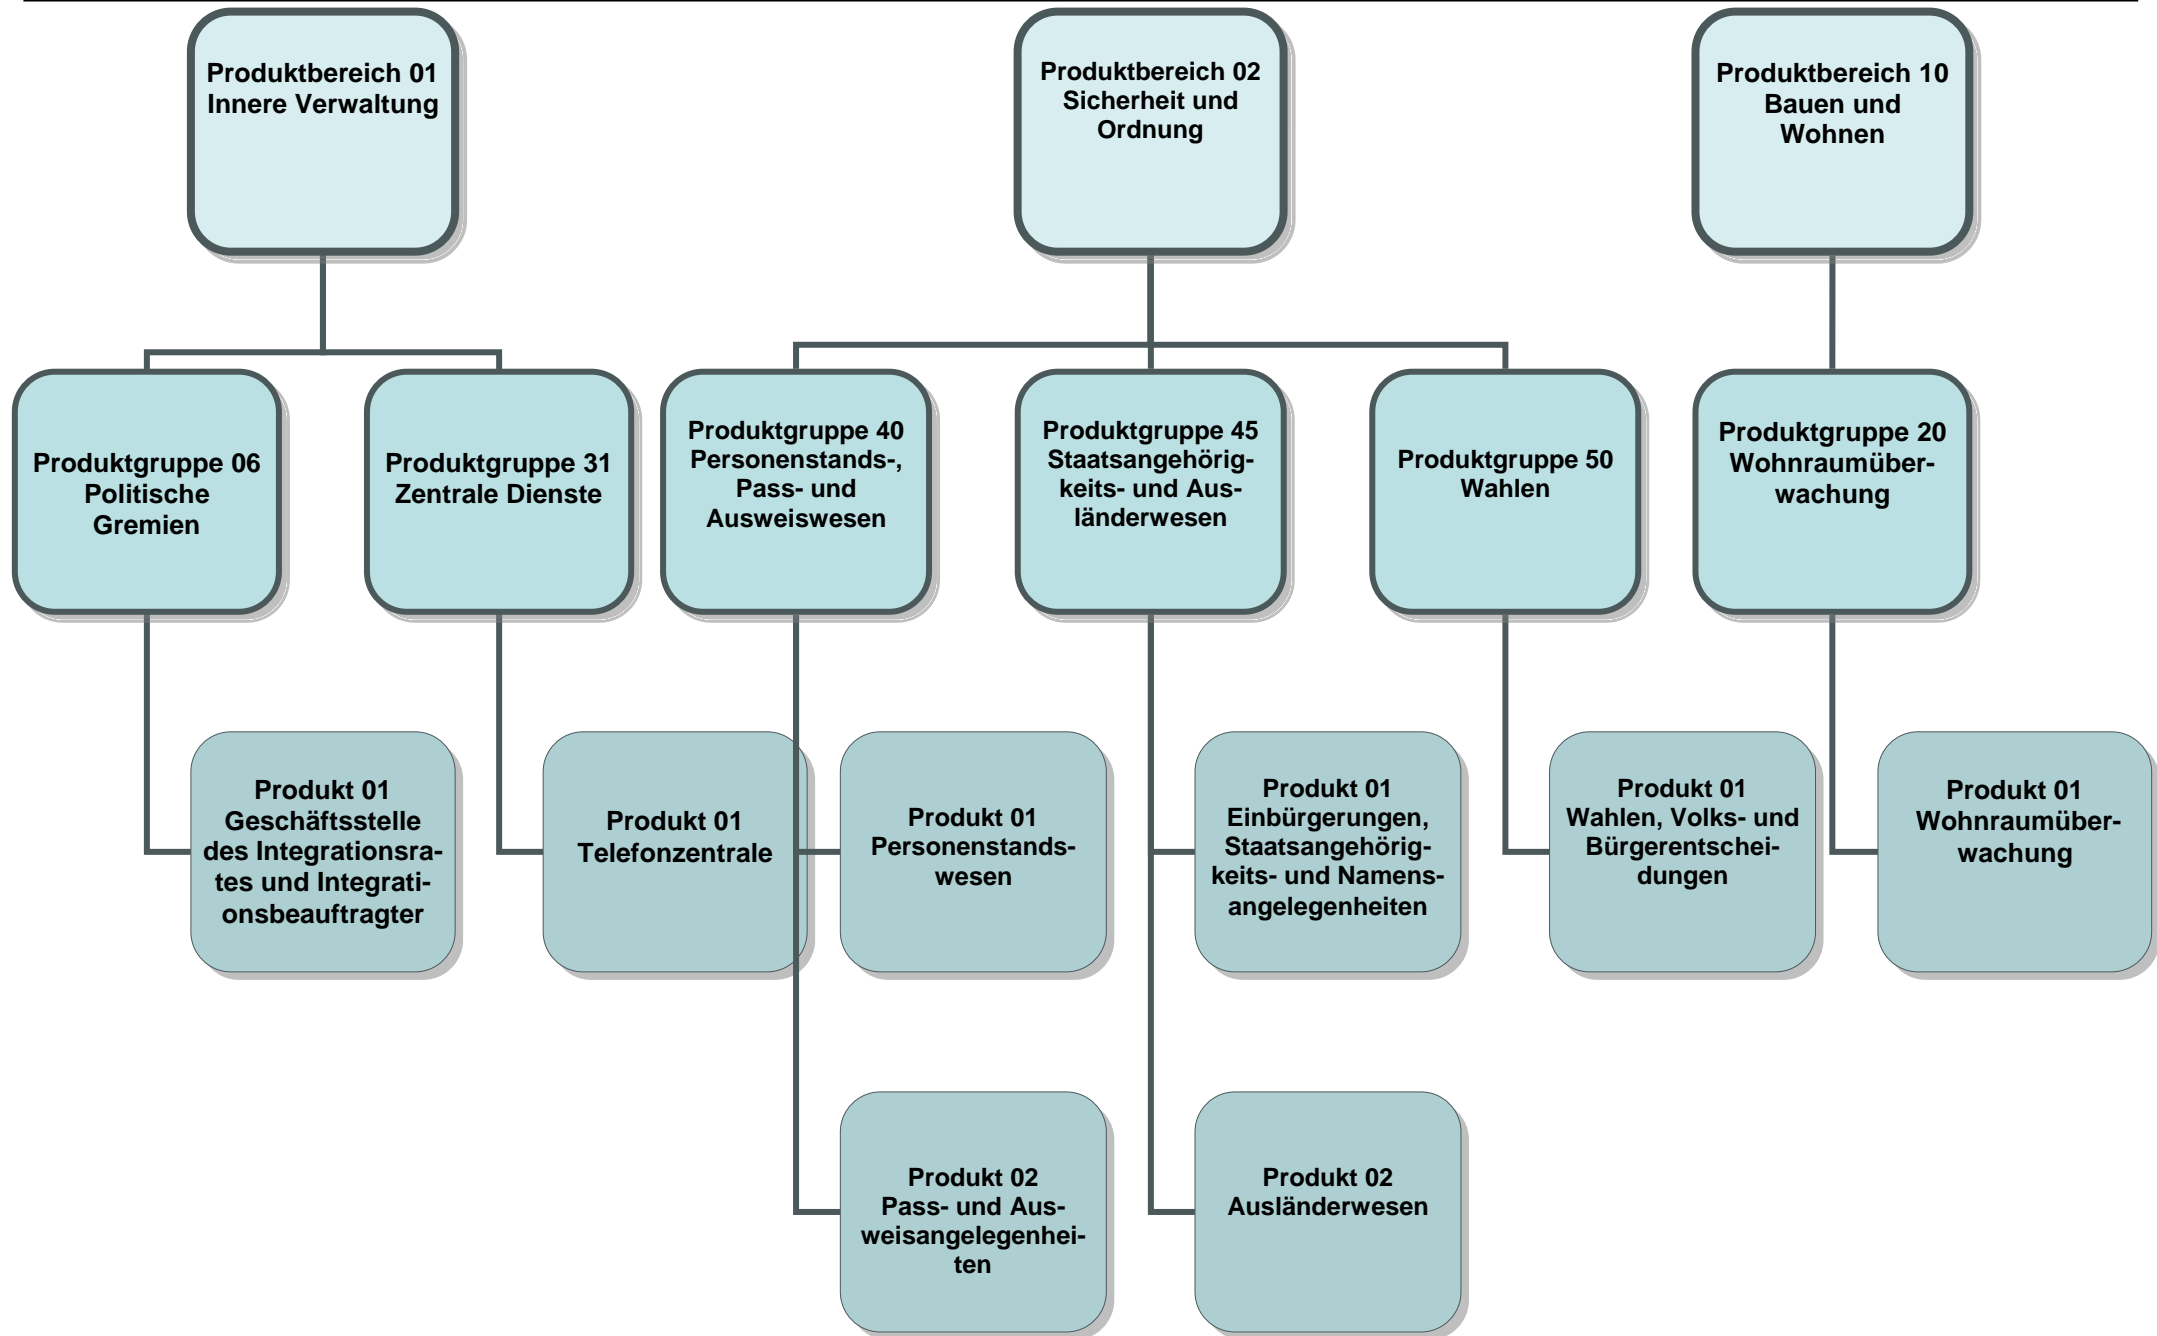 Produktbereich 01
Innere Verwaltung
Produktbereich 02
Sicherheit und
Ordnung
Produktbereich 10
Bauen und
Wohnen
Produktgruppe 06
Politische
Gremien
Produktgruppe 31
Zentrale Dienste
Produktgruppe 40
Personenstands-,
Pass- und
Ausweiswesen
Produktgruppe 45
Staatsangehörig-
keits- und Aus-
länderwesen
Produktgruppe 50
Wahlen
Produktgruppe 20
Wohnraumüber-
wachung
Produkt 01
Geschäftsstelle
des Integrationsra-
tes und Integrati-
onsbeauftragter
Produkt 01
Telefonzentrale
Produkt 01
Personenstands-
wesen
Produkt 01
Einbürgerungen,
Staatsangehörig-
keits- und Namens-
angelegenheiten
Produkt 01
Wahlen, Volks- und
Bürgerentschei-
dungen
Produkt 01
Wohnraumüber-
wachung
Produkt 02
Pass- und Aus-
weisangelegenhei-
ten
Produkt 02
Ausländerwesen